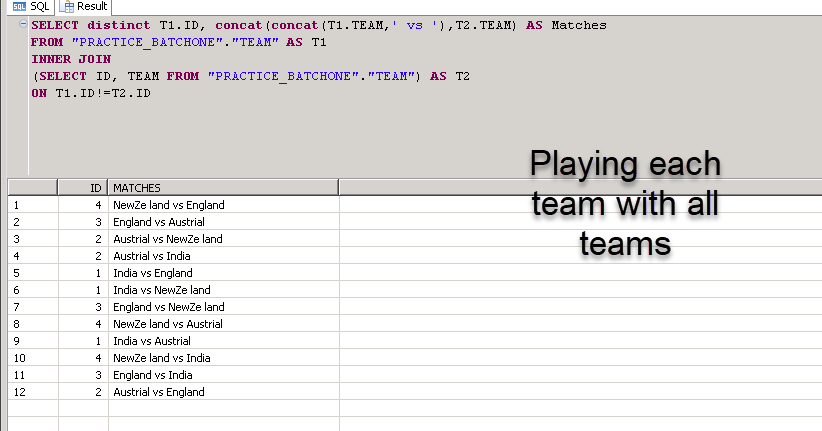 SQL Result
SELECT distinct T1.ID, concat(concat(T1.TEAM,' vs '),T2.TEAM) AS Matches
FROM "PRACTICE_BATCHONE"."TEAM" AS T1
INNER JOIN
(SELECT ID, TEAM FROM "PRACTICE_BATCHONE"."TEAM") AS T2
ON T1.ID!=T2.ID
Playing each
team with all
teams
ID MATCHES
1 4 NewZe land vs England
2 3 England vs Austrial
3 2 Austrial vs NewZe land
4 2 Austrial vs India
5 1 India vs England
6 1 India vs NewZe land
7 3 England vs NewZe land
8 4 NewZe land vs Austrial
9 1 India vs Austrial
10 4 NewZe land vs India
11 3 England vs India
12 2 Austrial vs England